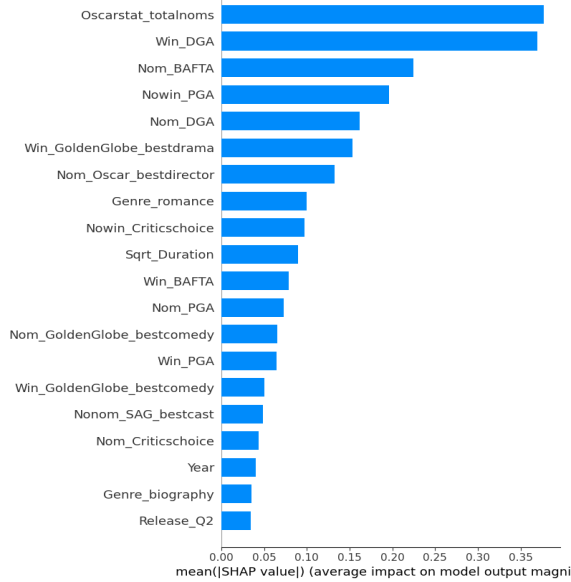 Oscarstat_totalnoms
Win_DGA
Nom_BAFTA
Nowin_PGA
Nom_DGA
Win_GoldenGlobe_bestdrama
Nom_Oscar_bestdirector
Genre_romance
Nowin_Criticschoice
Sqrt_Duration
Win_BAFTA
Nom_PGA
Nom_GoldenGlobe_bestcomedy
Win_PGA
Win_GoldenGlobe_bestcomedy
Nonom_SAG_bestcast
Nom_Criticschoice
Year
Genre_biography
Release_Q2
0.00 0.05 0.10 0.15 0.20 0.25 0.30 0.35
mean(|SHAP value|) (average impact on model output magni